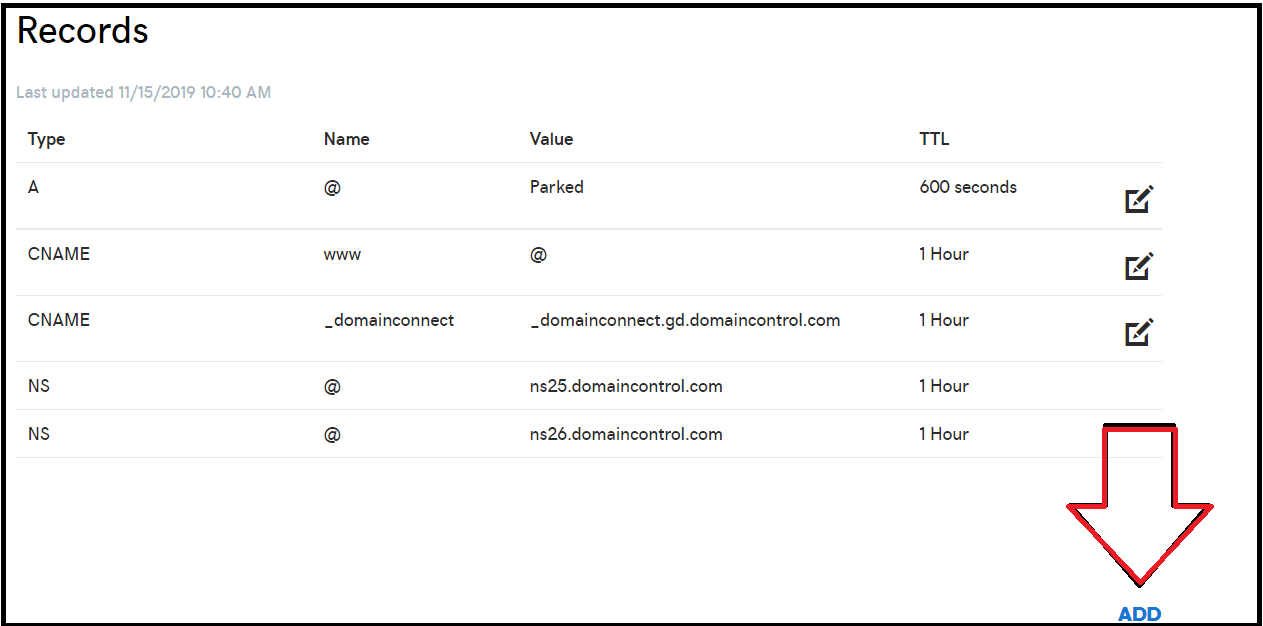 Records
Last updated 11/15/2019 10:40 AM
Type Name Value TTL
A @ Parked 600 seconds
CNAME www @ 1 Hour
CNAME _domainconnect _domainconnect.gd.domaincontrol.com 1 Hour
NS @ ns25.domaincontrol.com 1 Hour
NS @ ns26.domaincontrol.com 1 Hour
ADD